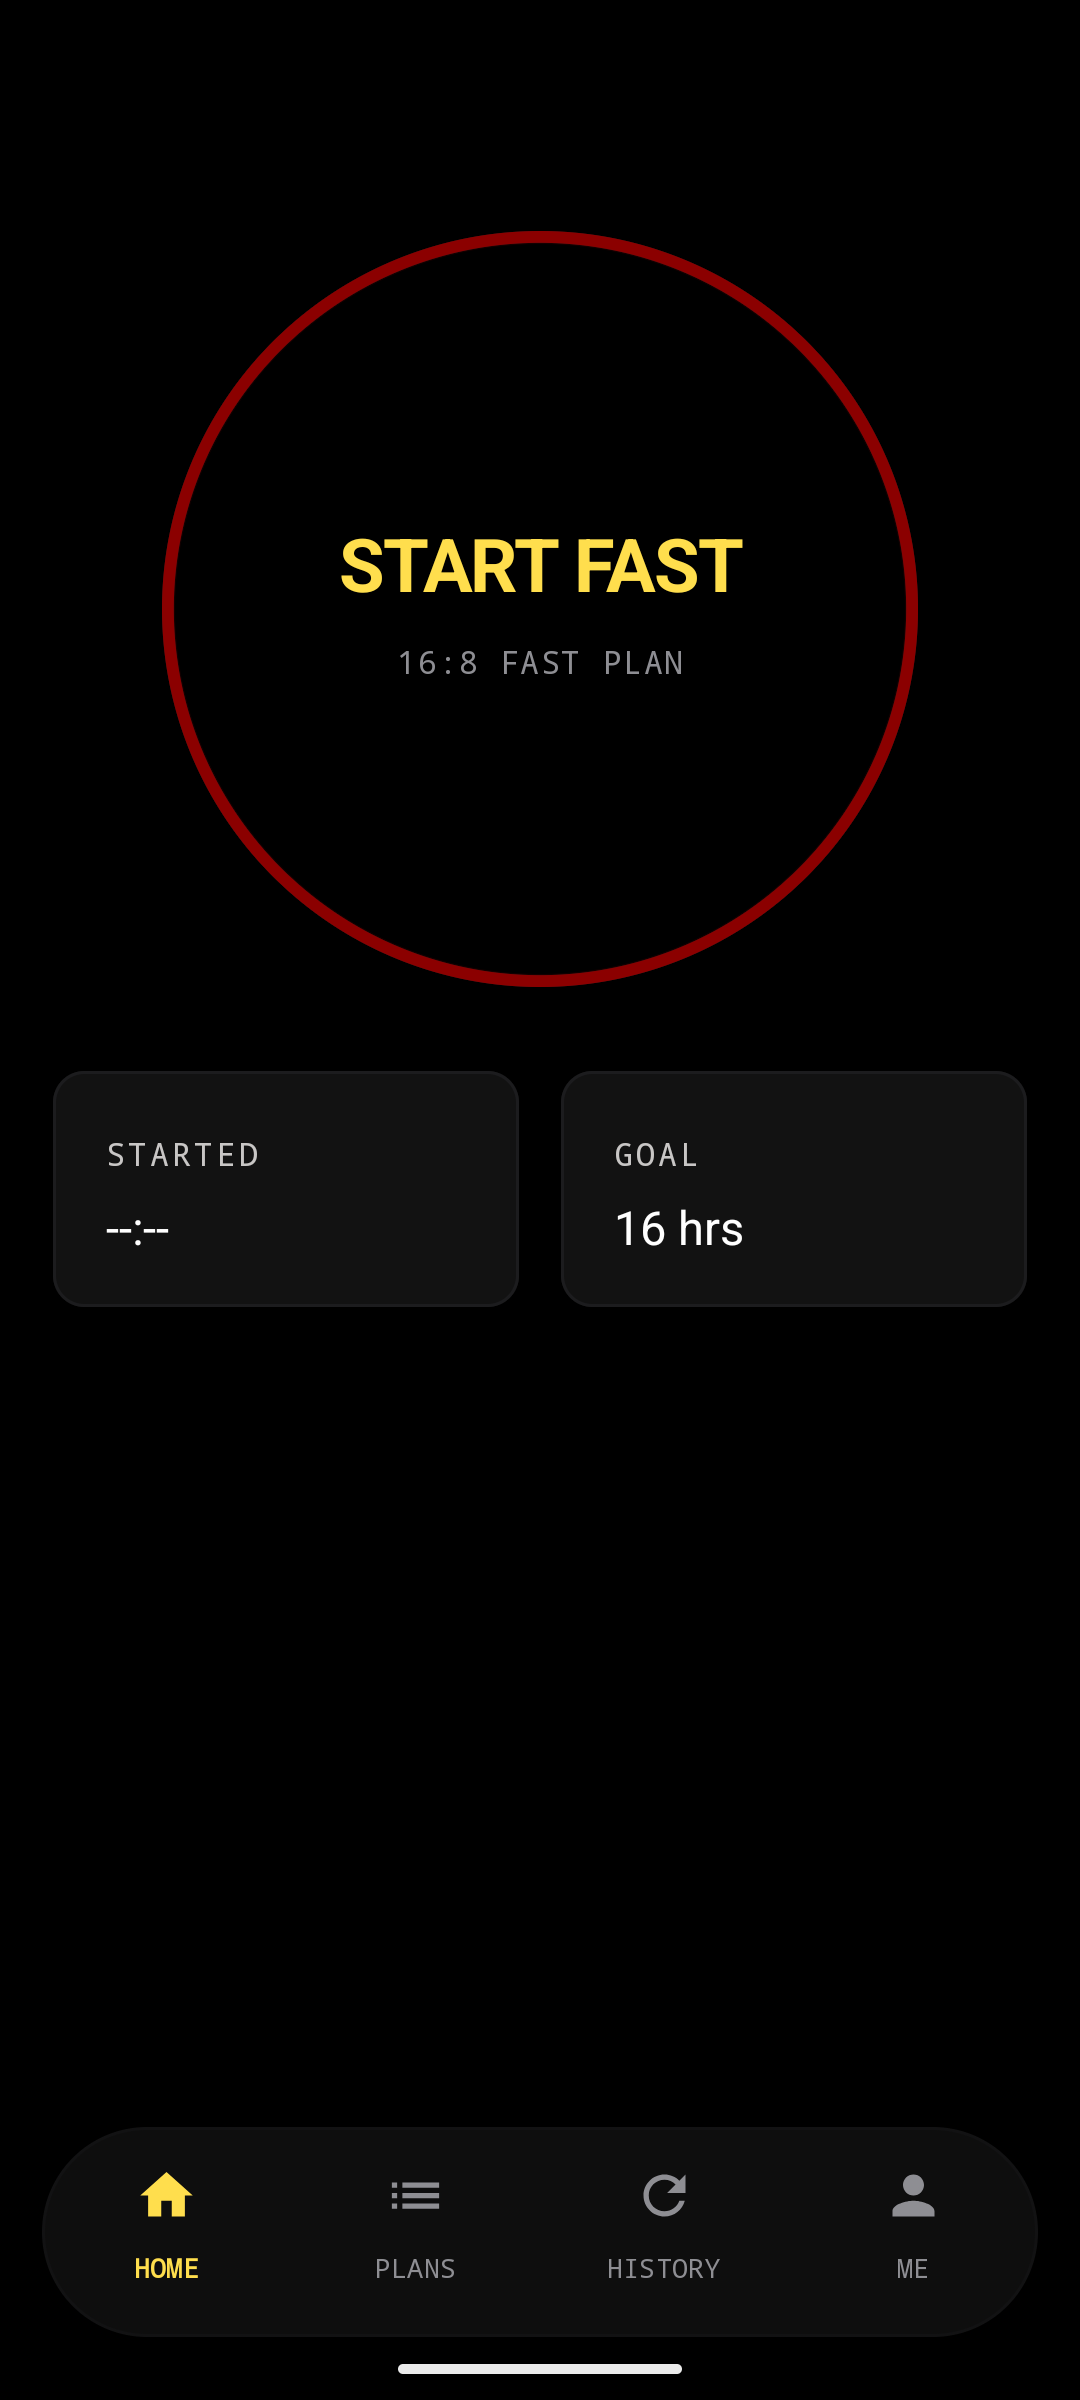 START FAST
16:8 FAST PLAN
STARTED
--:--
GOAL
16 hrs
HOME
PLANS
HISTORY
ME